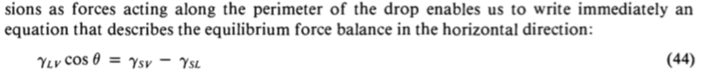 sions as forces acting along the perimeter of the drop enables us to write immediately an
equation that describes the equilibrium force balance in the horizontal direction:
γLV cos θ = γSV − γSL (44)